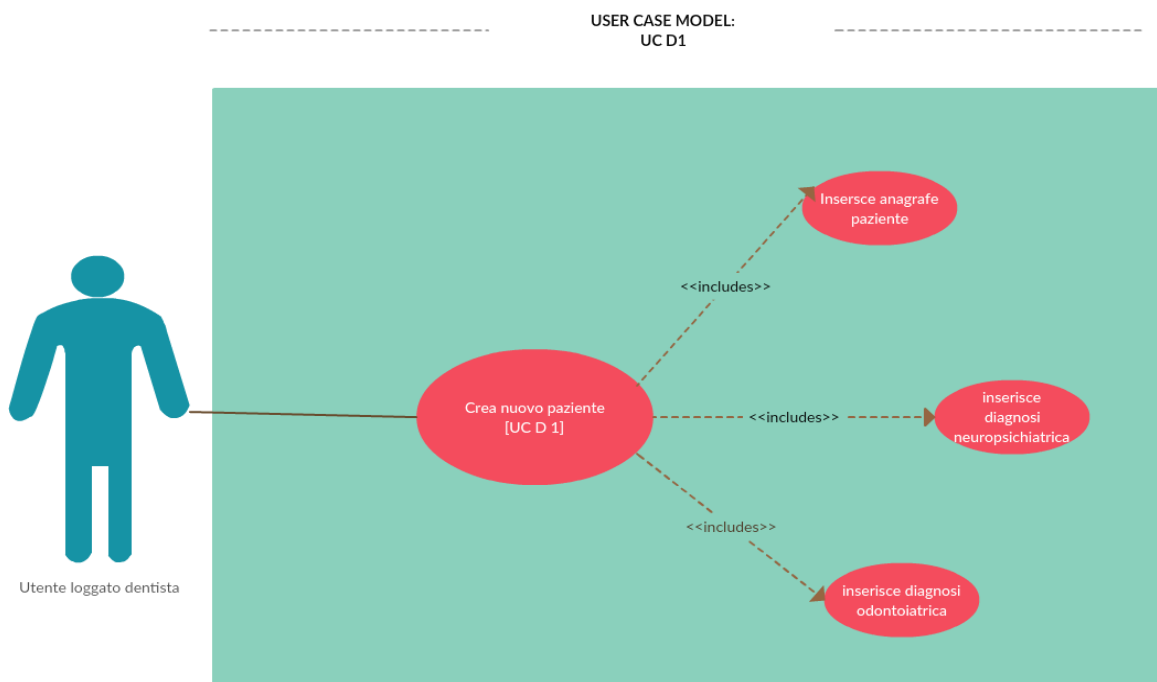 USER CASE MODEL:
UC D1
Insersce anagrafe
paziente
<<includes>>
Crea nuovo paziente
[UC D 1]
<<includes>>
inserisce
diagnosi
neuropsichiatrica
<<includes>>
inserisce diagnosi
odontoiatrica
Utente loggato dentista